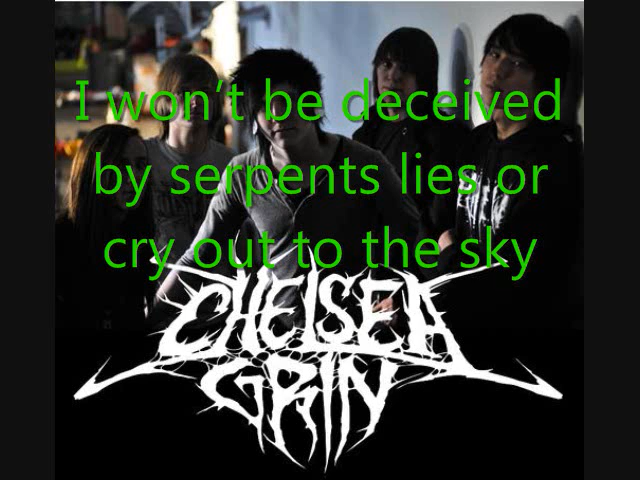 I won’t be deceived
by serpents lies or
cry out to the sky
CHELSEA
GRIN